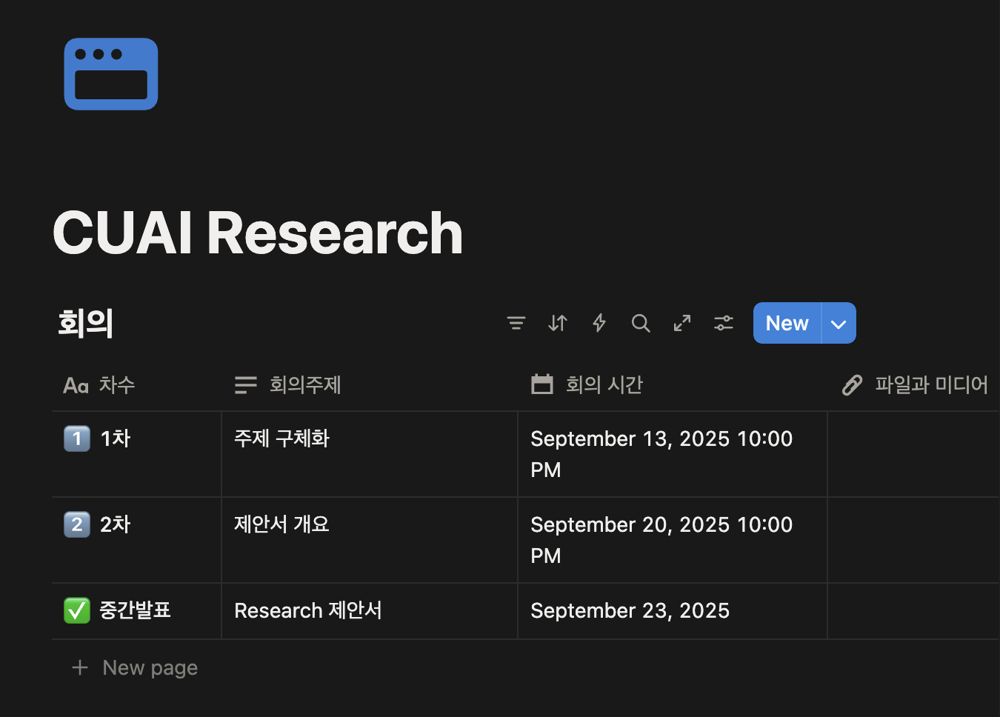 CUAI Research
회의
New
Aa 차수 회의주제 회의 시간 파일과 미디어
1 1차 주제 구체화 September 13, 2025 10:00
PM
2 2차 제안서 개요 September 20, 2025 10:00
PM
중간발표 Research 제안서 September 23, 2025
+ New page